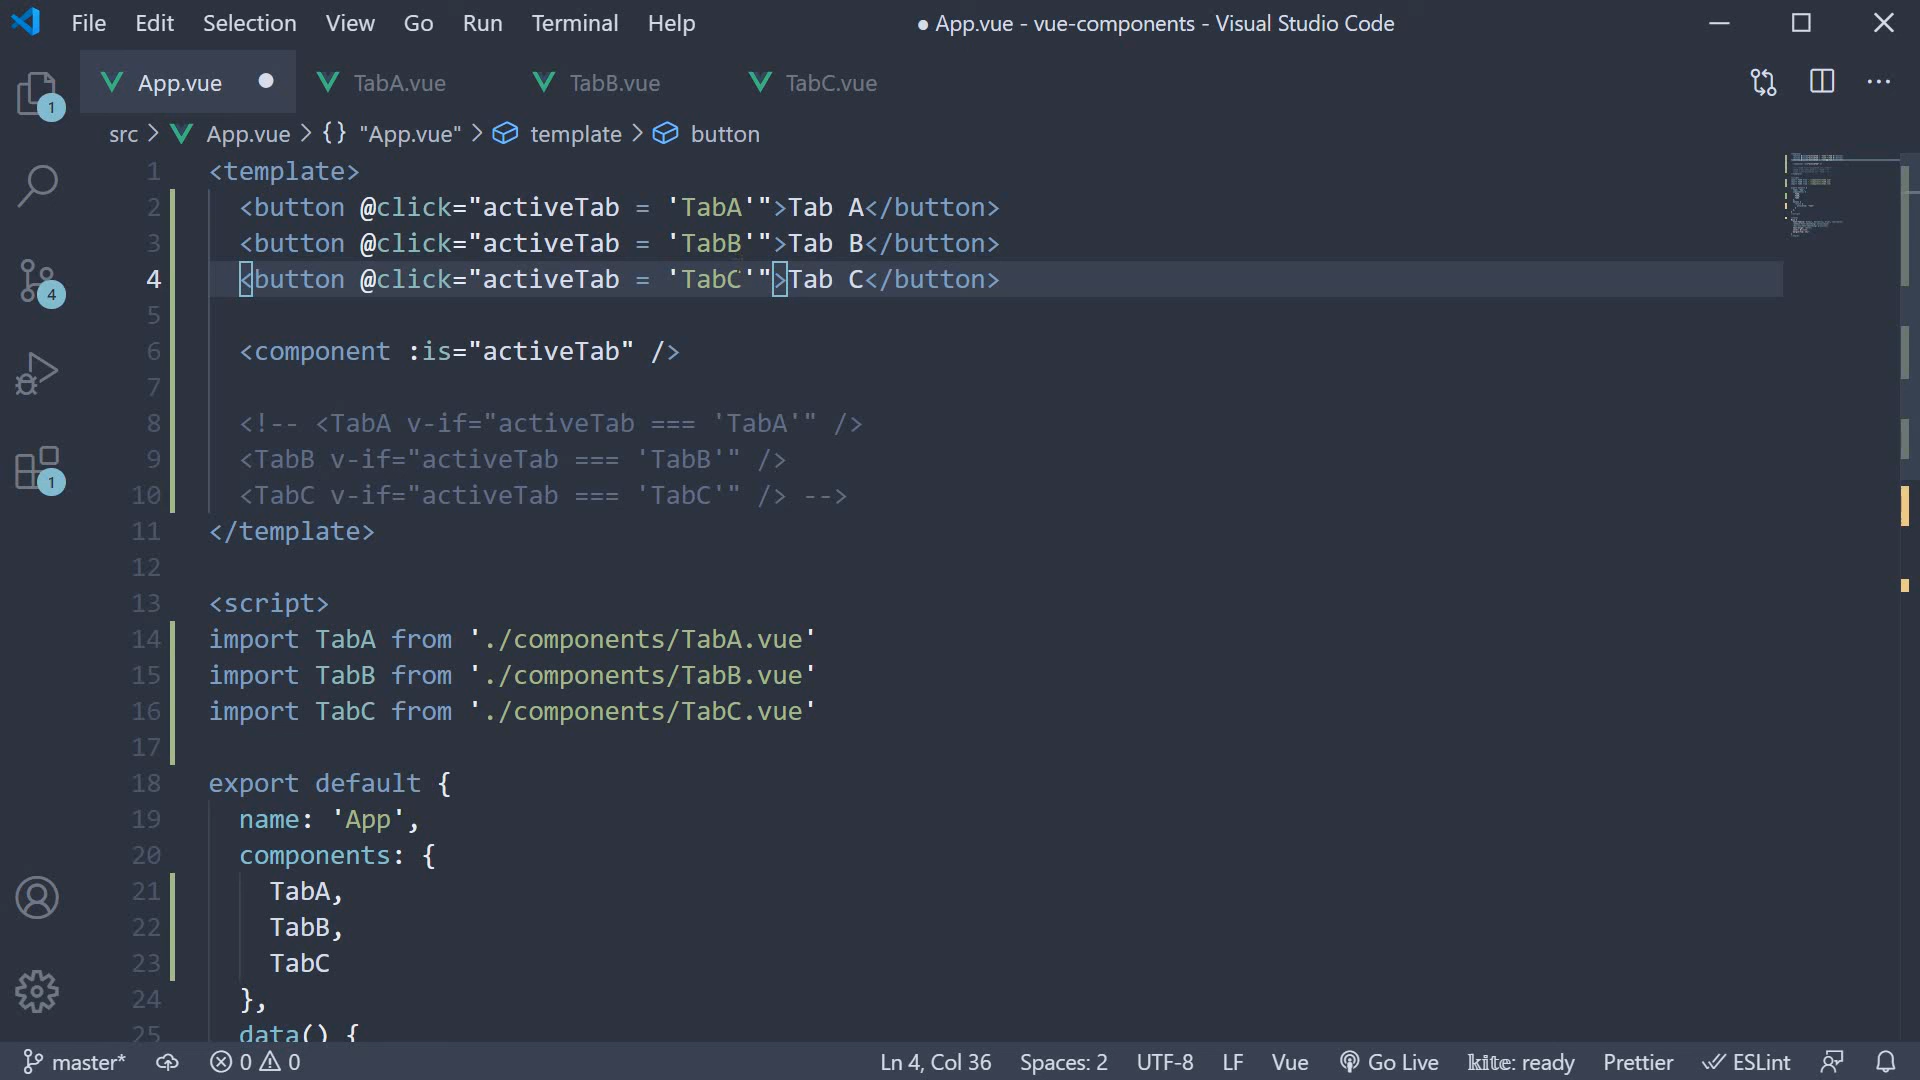 File Edit Selection View Go Run Terminal Help ● App.vue - vue-components - Visual Studio Code
App.vue ● TabA.vue TabB.vue TabC.vue
1
src > App.vue > {} "App.vue" > template > button
1 <template>
2 <button @click="activeTab = 'TabA'">Tab A</button>
3 <button @click="activeTab = 'TabB'">Tab B</button>
4 <button @click="activeTab = 'TabC'">Tab C</button>
4
5
6 <component :is="activeTab" />
7
8 <!-- <TabA v-if="activeTab === 'TabA'" />
9 <TabB v-if="activeTab === 'TabB'" />
1
10 <TabC v-if="activeTab === 'TabC'" /> -->
11 </template>
12
13 <script>
14 import TabA from './components/TabA.vue'
15 import TabB from './components/TabB.vue'
16 import TabC from './components/TabC.vue'
17
18 export default {
19 name: 'App',
20 components: {
21 TabA,
22 TabB,
23 TabC
24 },
25 data() {
master* 0 0 Ln 4, Col 36 Spaces: 2 UTF-8 LF Vue Go Live kite: ready Prettier ESLint